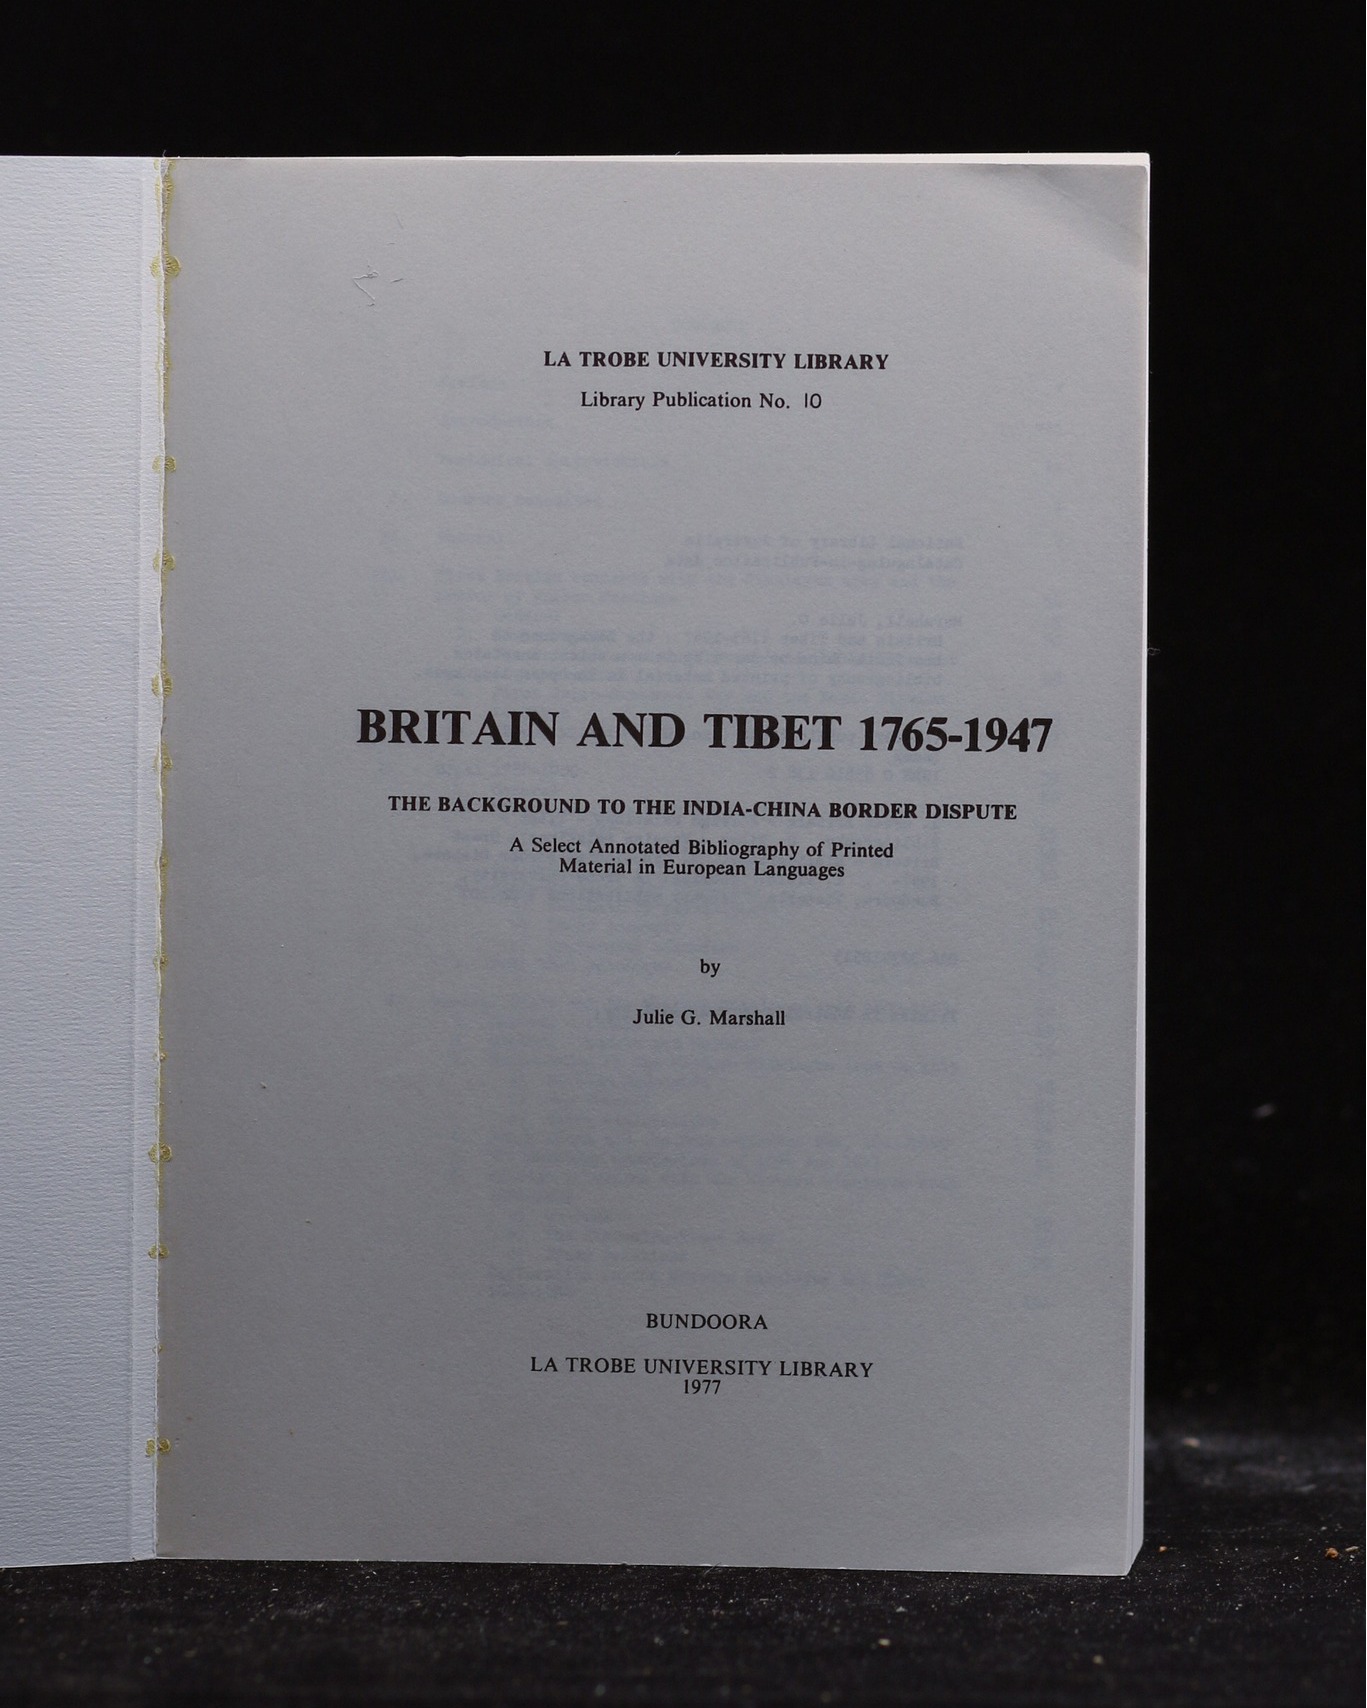 LA TROBE UNIVERSITY LIBRARY
Library Publication No. 10
BRITAIN AND TIBET 1765-1947
THE BACKGROUND TO THE INDIA-CHINA BORDER DISPUTE
A Select Annotated Bibliography of Printed
Material in European Languages
by
Julie G. Marshall
BUNDOORA
LA TROBE UNIVERSITY LIBRARY
1977